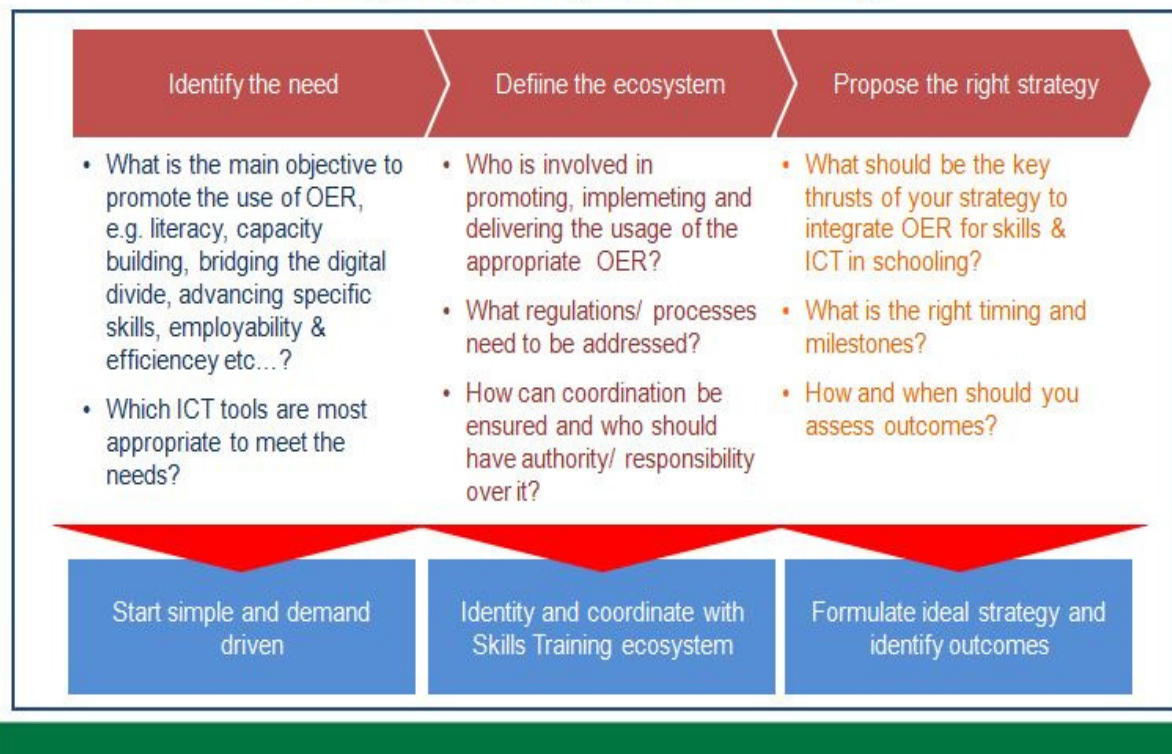 Identify the need
Defiine the ecosystem
Propose the right strategy
• What is the main objective to
promote the use of OER,
e.g. literacy, capacity
building, bridging the digital
divide, advancing specific
skills, employability &
efficiencey etc...?
• Which ICT tools are most
appropriate to meet the
needs?
• Who is involved in
promoting, implemeting and
delivering the usage of the
appropriate OER?
• What regulations/ processes
need to be addressed?
• How can coordination be
ensured and who should
have authority/ responsibility
over it?
• What should be the key
thrusts of your strategy to
integrate OER for skills &
ICT in schooling?
• What is the right timing and
milestones?
• How and when should you
assess outcomes?
Start simple and demand
driven
Identity and coordinate with
Skills Training ecosystem
Formulate ideal strategy and
identify outcomes